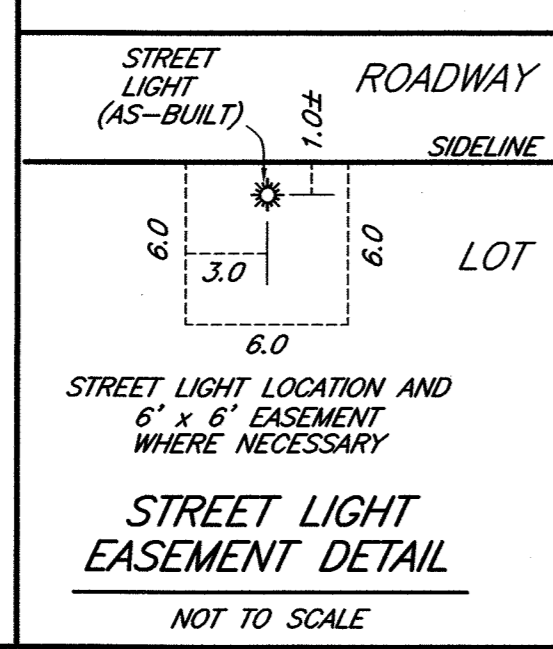 STREET
LIGHT
(AS-BUILT)
ROADWAY
1.0±
SIDELINE
6.0
3.0
6.0
LOT
6.0
STREET LIGHT LOCATION AND
6' x 6' EASEMENT
WHERE NECESSARY
STREET LIGHT
EASEMENT DETAIL
NOT TO SCALE